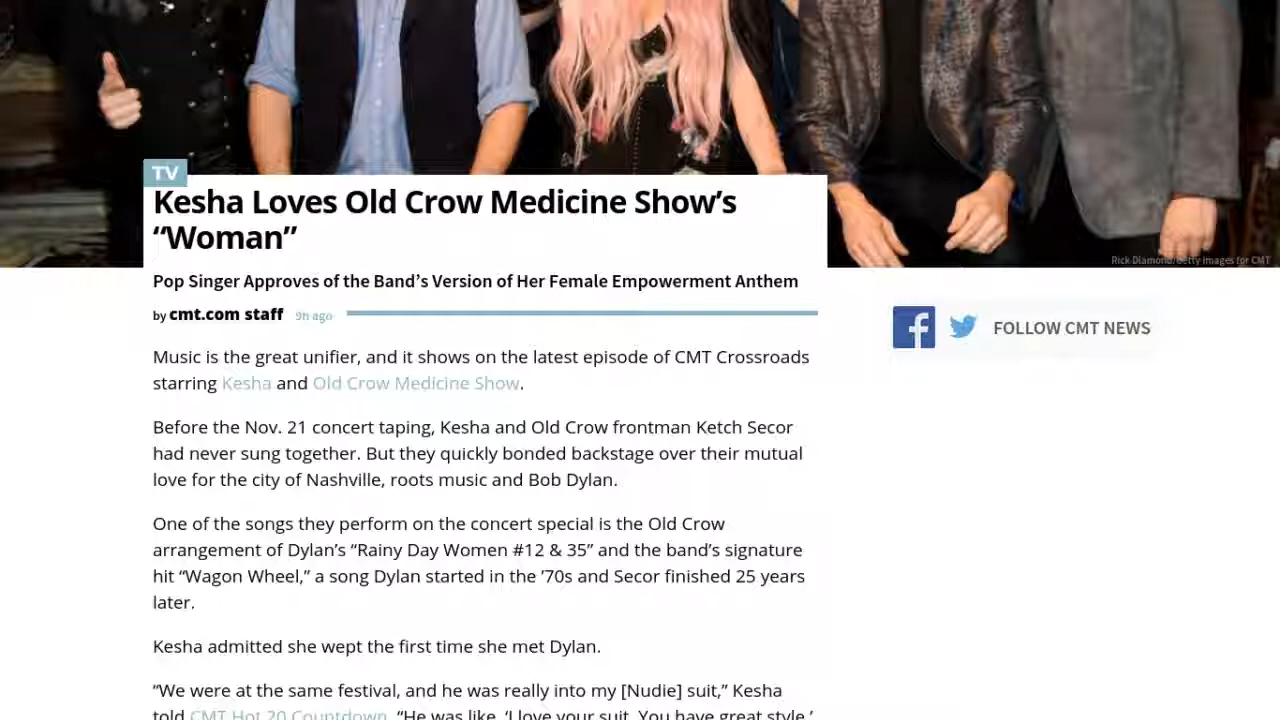 Rick Diamond/Getty Images for CMT
TV
Kesha Loves Old Crow Medicine Show’s
“Woman”
Pop Singer Approves of the Band’s Version of Her Female Empowerment Anthem
by cmt.com staff 9h ago
FOLLOW CMT NEWS
Music is the great unifier, and it shows on the latest episode of CMT Crossroads
starring Kesha and Old Crow Medicine Show.
Before the Nov. 21 concert taping, Kesha and Old Crow frontman Ketch Secor
had never sung together. But they quickly bonded backstage over their mutual
love for the city of Nashville, roots music and Bob Dylan.
One of the songs they perform on the concert special is the Old Crow
arrangement of Dylan’s “Rainy Day Women #12 & 35” and the band’s signature
hit “Wagon Wheel,” a song Dylan started in the ’70s and Secor finished 25 years
later.
Kesha admitted she wept the first time she met Dylan.
“We were at the same festival, and he was really into my [Nudie] suit,” Kesha
told CMT Hot 20 Countdown. “He was like, ‘I love your suit. You have great style.’